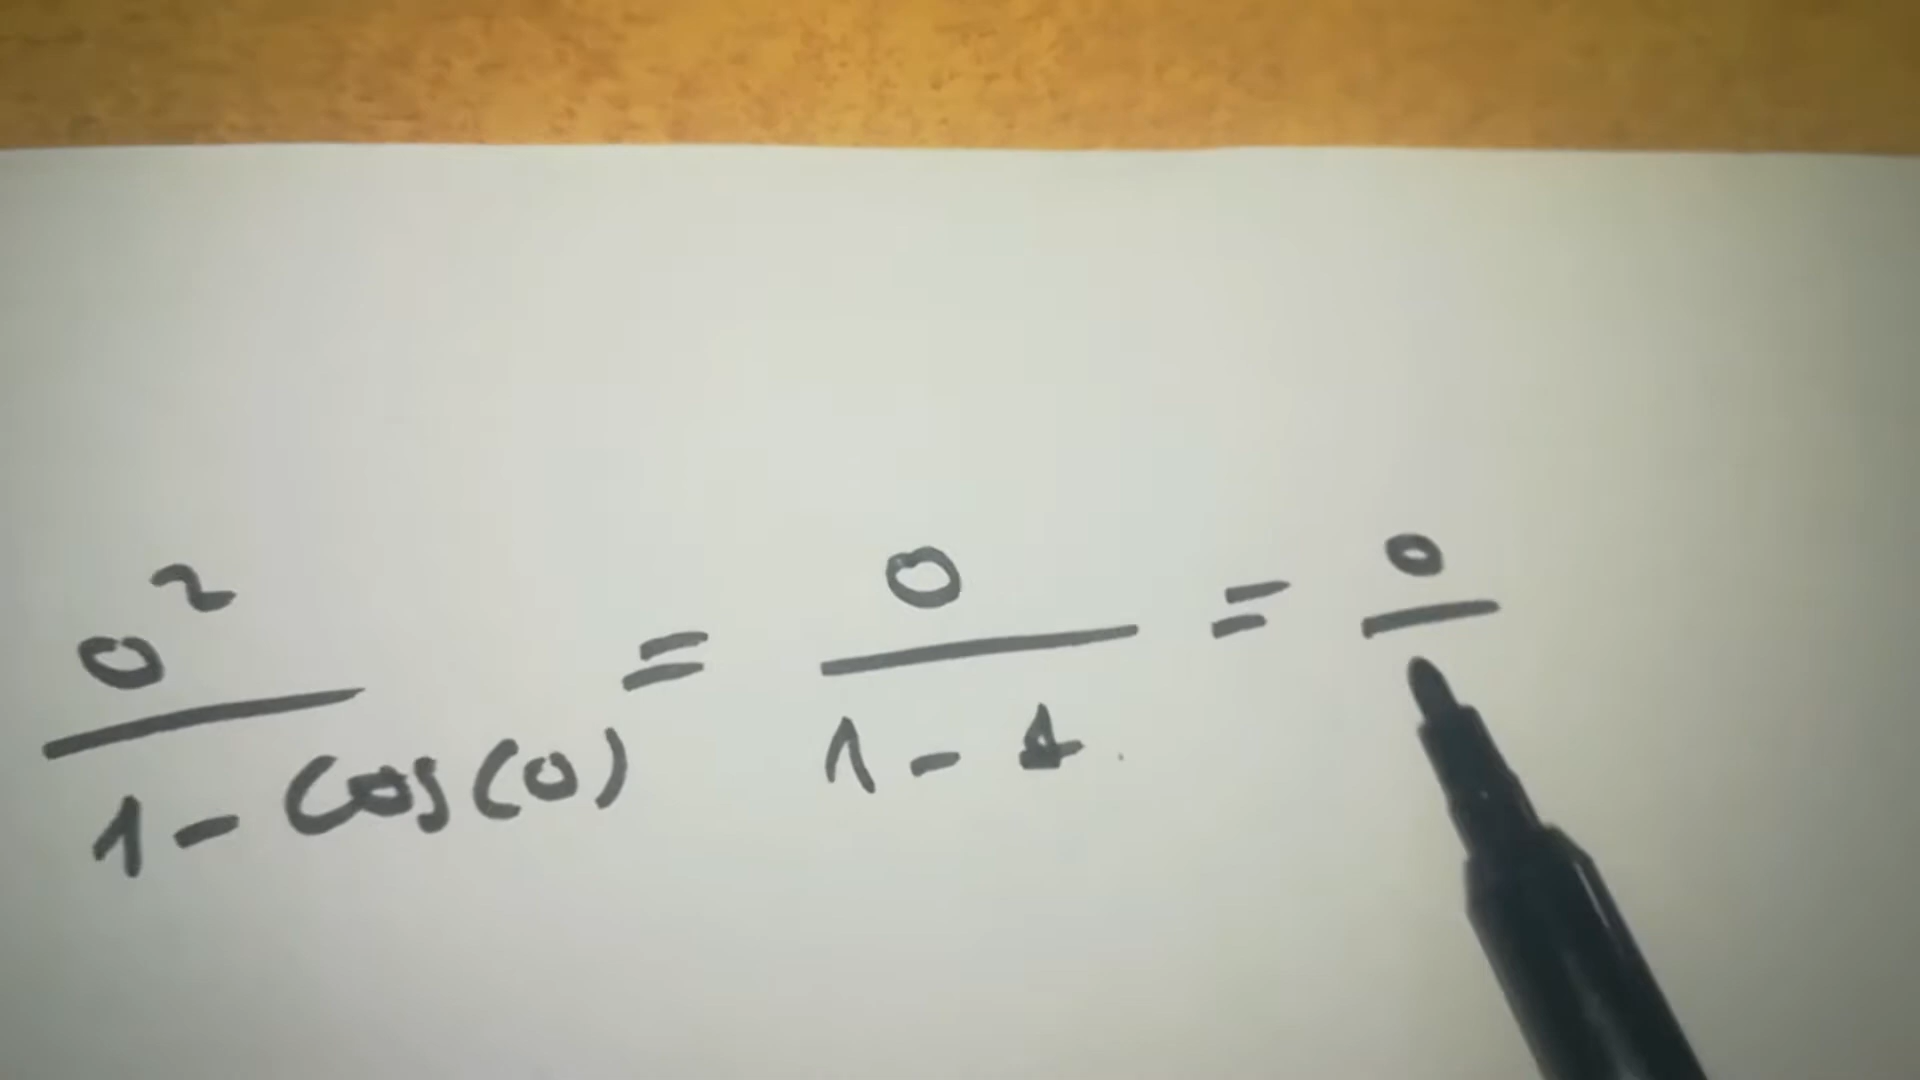 0² / 1 - cos(0) = 0 / 1 - 1 = 0 /